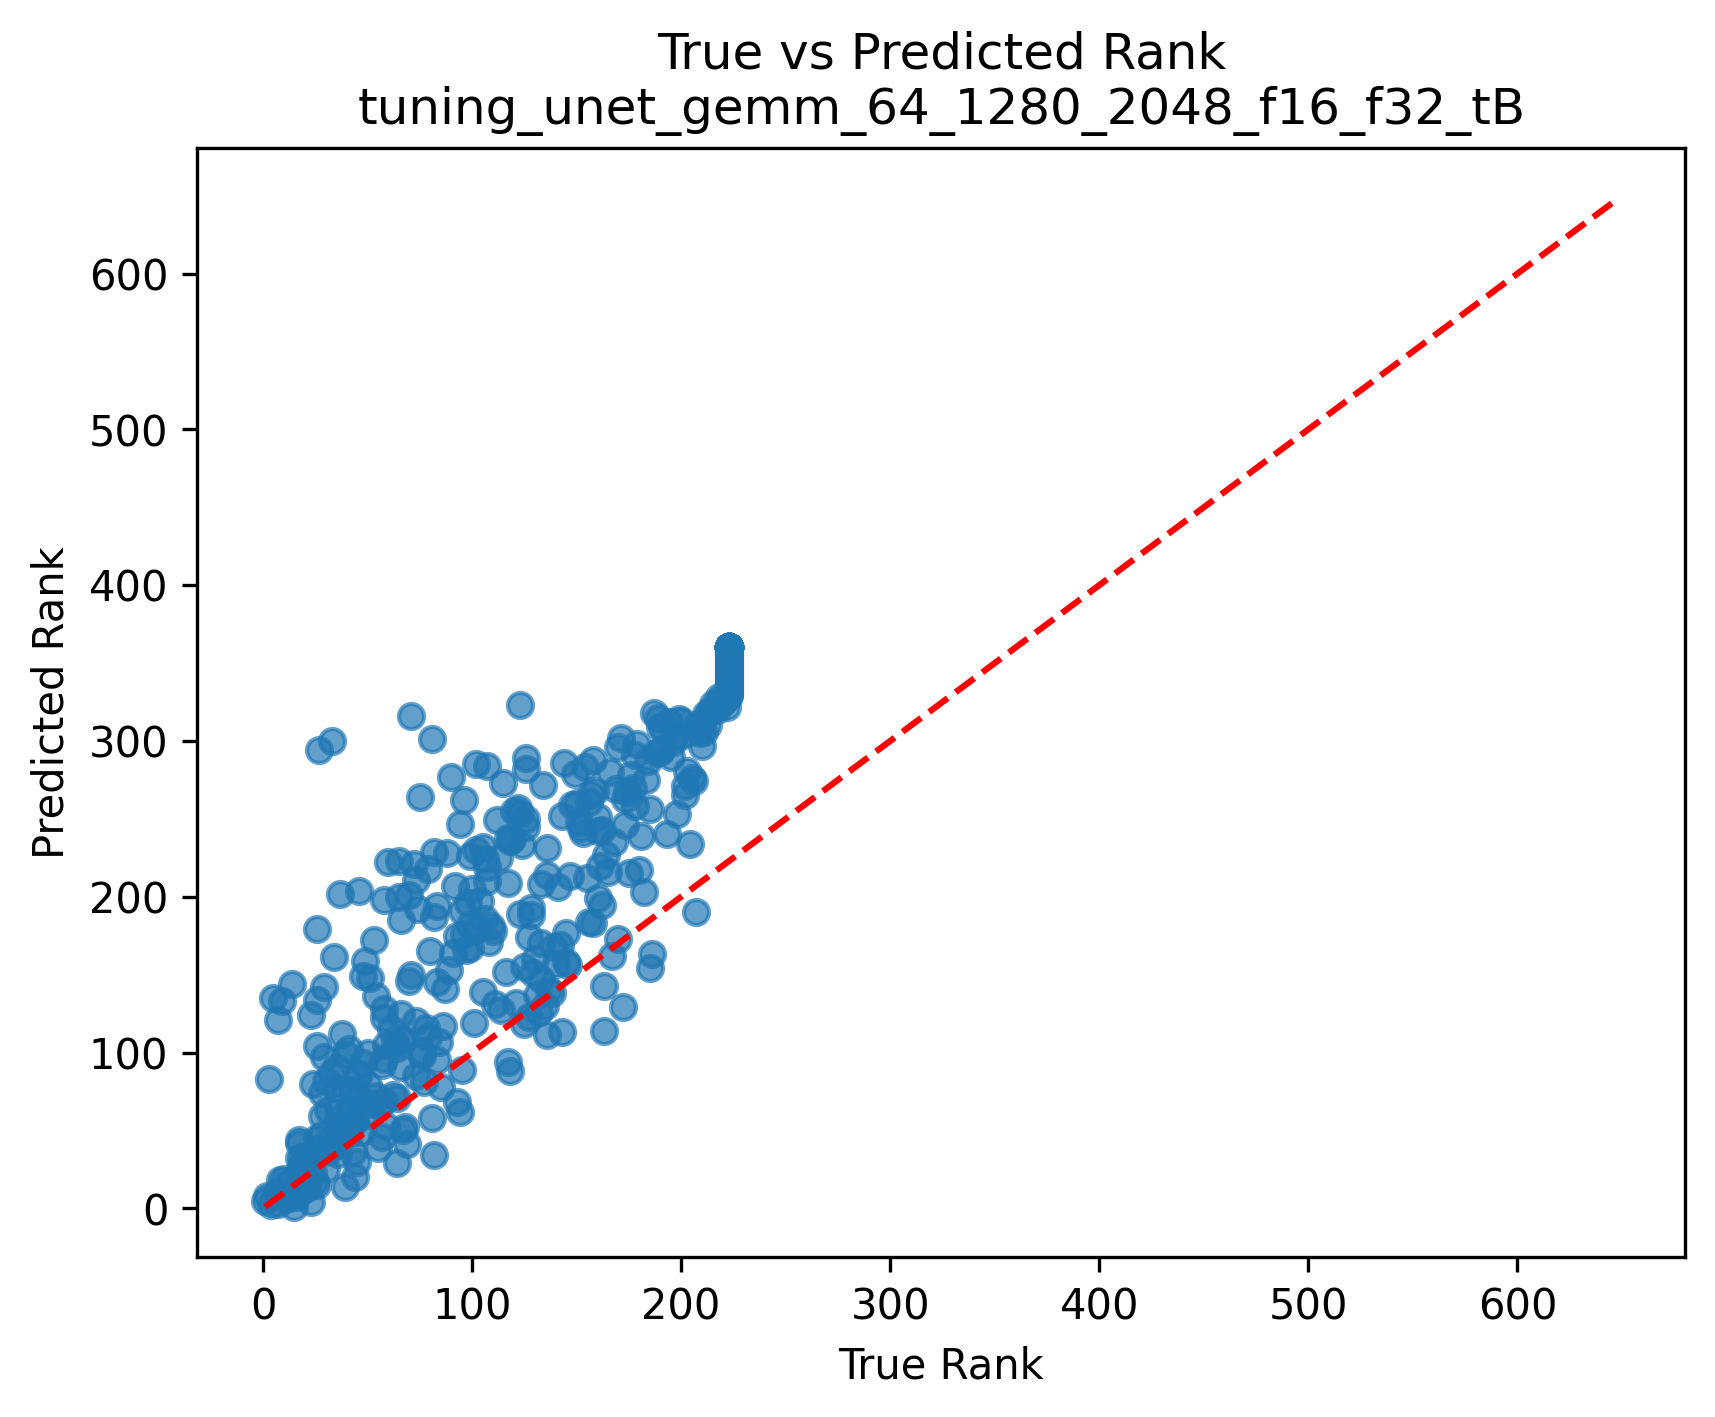 True vs Predicted Rank
tuning_unet_gemm_64_1280_2048_f16_f32_tB
Predicted Rank
600
500
400
300
200
100
0
0 100 200 300 400 500 600
True Rank